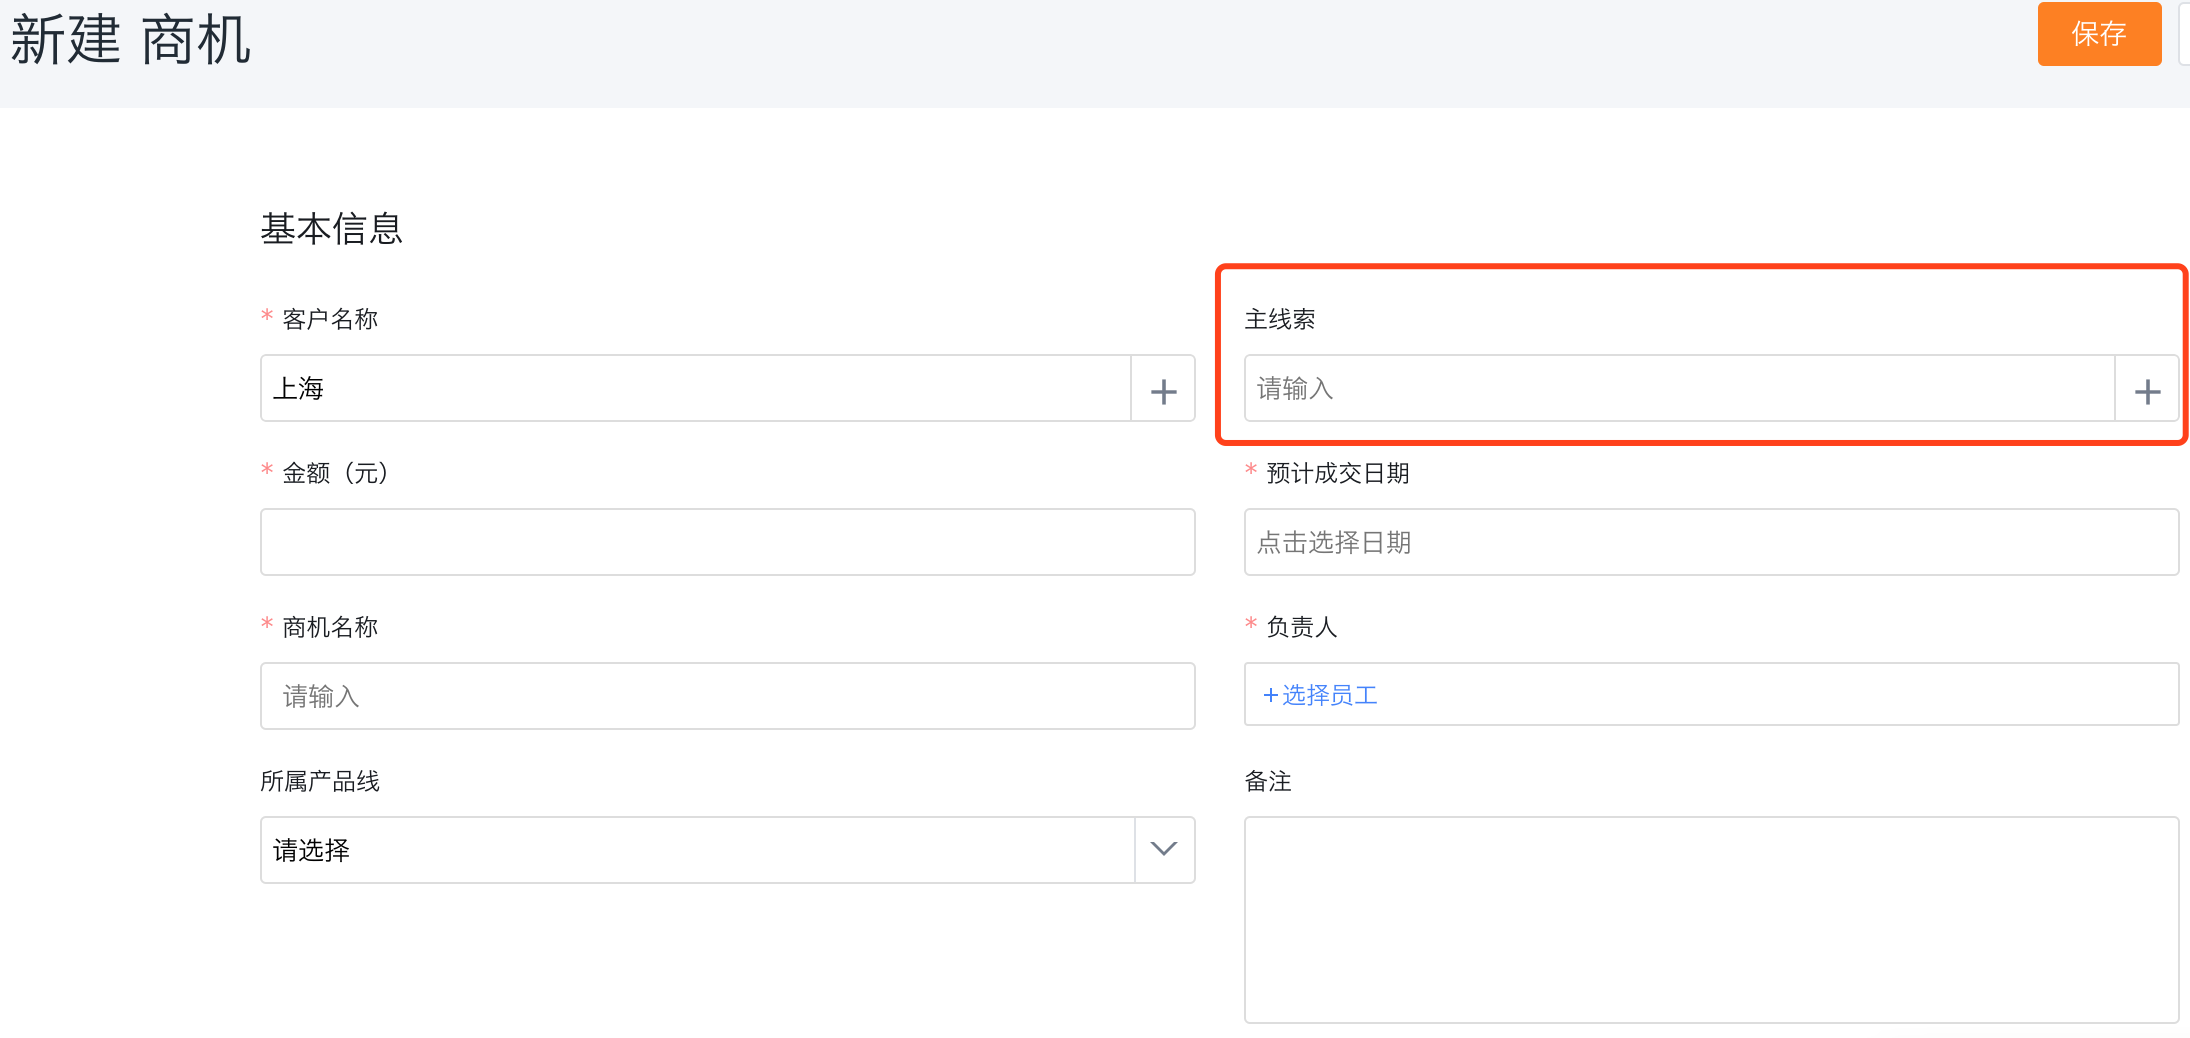 新建 商机
保存
基本信息
* 客户名称
主线索
上海
请输入
* 金额（元）
* 预计成交日期
点击选择日期
* 商机名称
* 负责人
请输入
+选择员工
所属产品线
备注
请选择